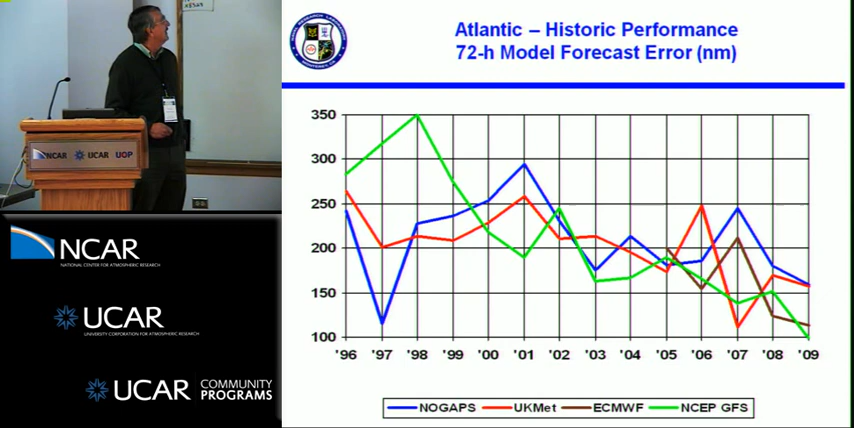 Atlantic – Historic Performance
72-h Model Forecast Error (nm)
NCAR UCAR UOP
350
300
250
200
150
100
'96 '97 '98 '99 '00 '01 '02 '03 '04 '05 '06 '07 '08 '09
NOGAPS UKMet ECMWF NCEP GFS
NCAR
NATIONAL CENTER FOR ATMOSPHERIC RESEARCH
UCAR
UNIVERSITY CORPORATION FOR ATMOSPHERIC RESEARCH
UCAR COMMUNITY
PROGRAMS